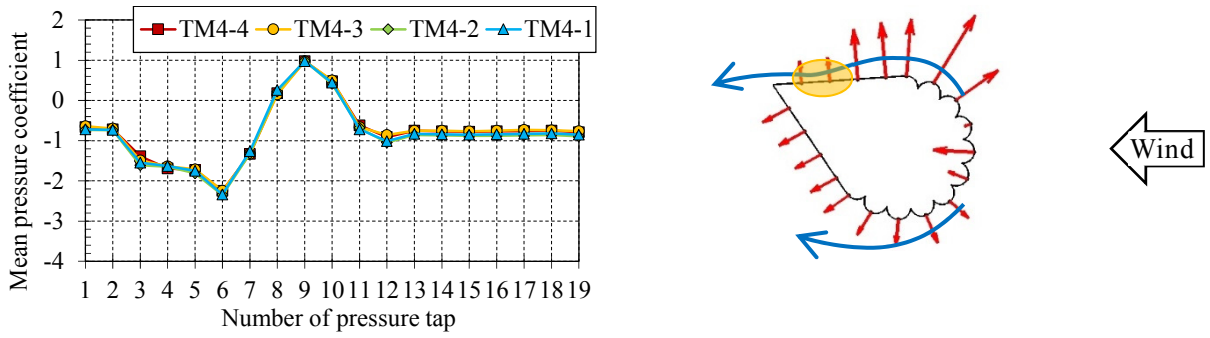 TM4-4 TM4-3 TM4-2 TM4-1
2
1
0
-1
-2
-3
-4
Mean pressure coefficient
1 2 3 4 5 6 7 8 9 10 11 12 13 14 15 16 17 18 19
Number of pressure tap
Wind